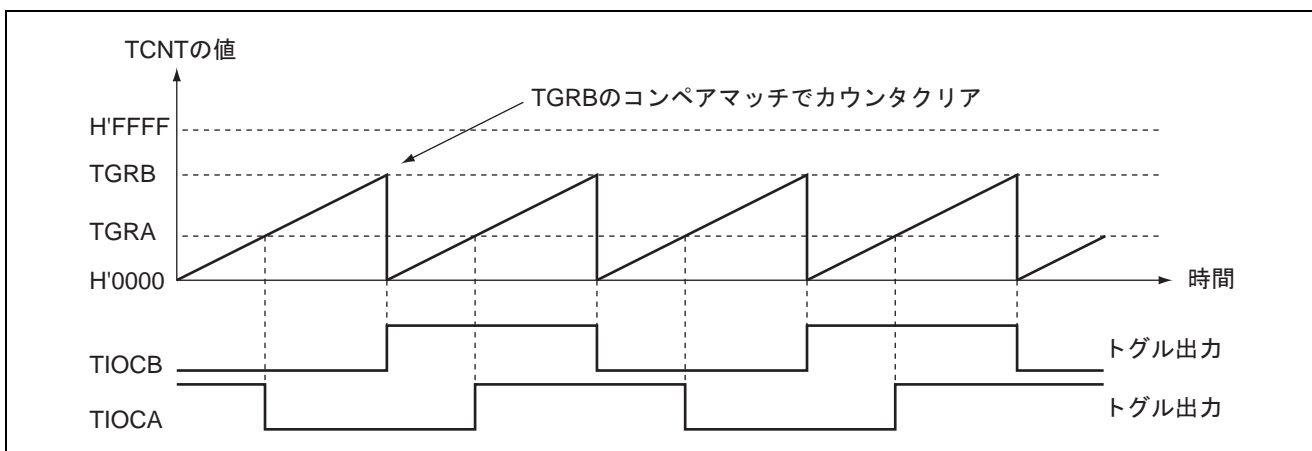 TCNTの値
TGRBのコンペアマッチでカウンタクリア
H'FFFF
TGRB
TGRA
H'0000
時間
TIOCB
トグル出力
TIOCA
トグル出力